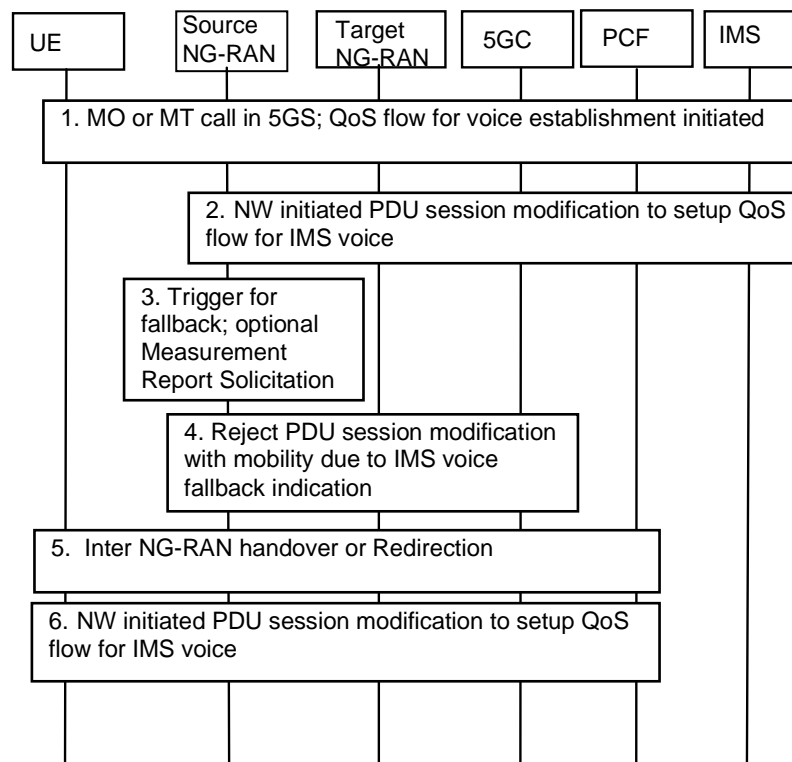 UE
Source
NG-RAN
Target
NG-RAN
5GC
PCF
IMS
1. MO or MT call in 5GS; QoS flow for voice establishment initiated
2. NW initiated PDU session modification to setup QoS
flow for IMS voice
3. Trigger for
fallback; optional
Measurement
Report Solicitation
4. Reject PDU session modification
with mobility due to IMS voice
fallback indication
5. Inter NG-RAN handover or Redirection
6. NW initiated PDU session modification to setup QoS
flow for IMS voice